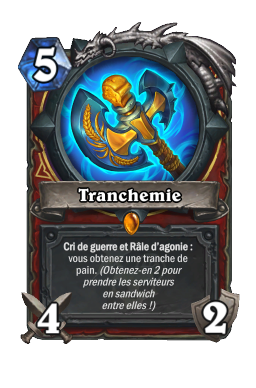 5
Tranchemie
Cri de guerre et Râle d'agonie :
vous obtenez une tranche de
pain. (Obtenez-en 2 pour
prendre les serviteurs
en sandwich
entre elles !)
4
2